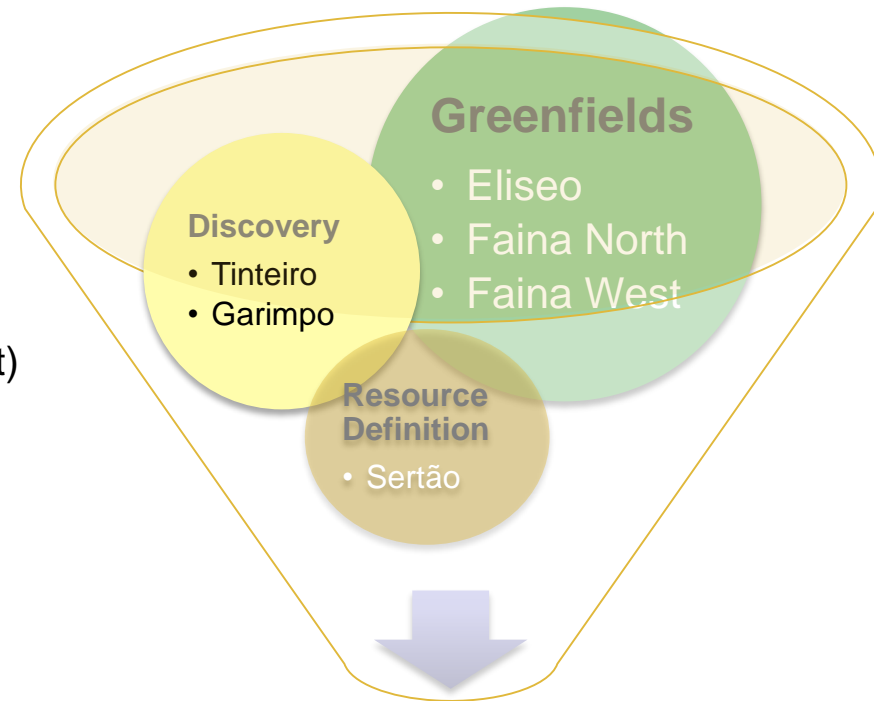 Greenfields
• Eliseo
• Faina North
• Faina West
Discovery
• Tinteiro
• Garimpo
t)
Resource
Definition
• Sertão